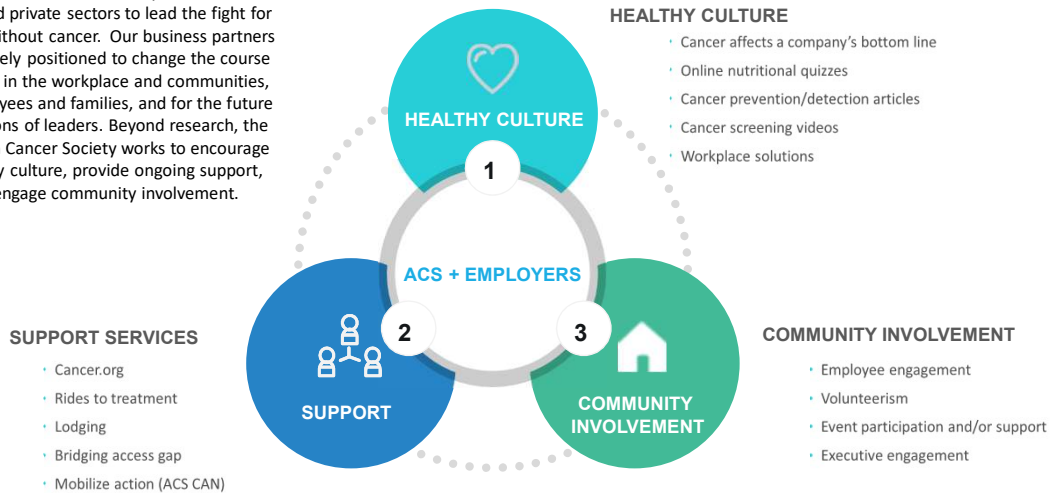 private sectors to lead the fight for
without cancer. Our business partners
positioned to change the course
in the workplace and communities,
and families, and for the future
of leaders. Beyond research, the
Cancer Society works to encourage
culture, provide ongoing support,
engage community involvement.
HEALTHY CULTURE
Cancer affects a company's bottom line
Online nutritional quizzes
Cancer prevention/detection articles
Cancer screening videos
Workplace solutions
HEALTHY CULTURE
1
ACS + EMPLOYERS
2
3
SUPPORT
COMMUNITY
INVOLVEMENT
SUPPORT SERVICES
· Cancer.org
· Rides to treatment
· Lodging
· Bridging access gap
· Mobilize action (ACS CAN)
COMMUNITY INVOLVEMENT
· Employee engagement
· Volunteerism
· Event participation and/or support
· Executive engagement